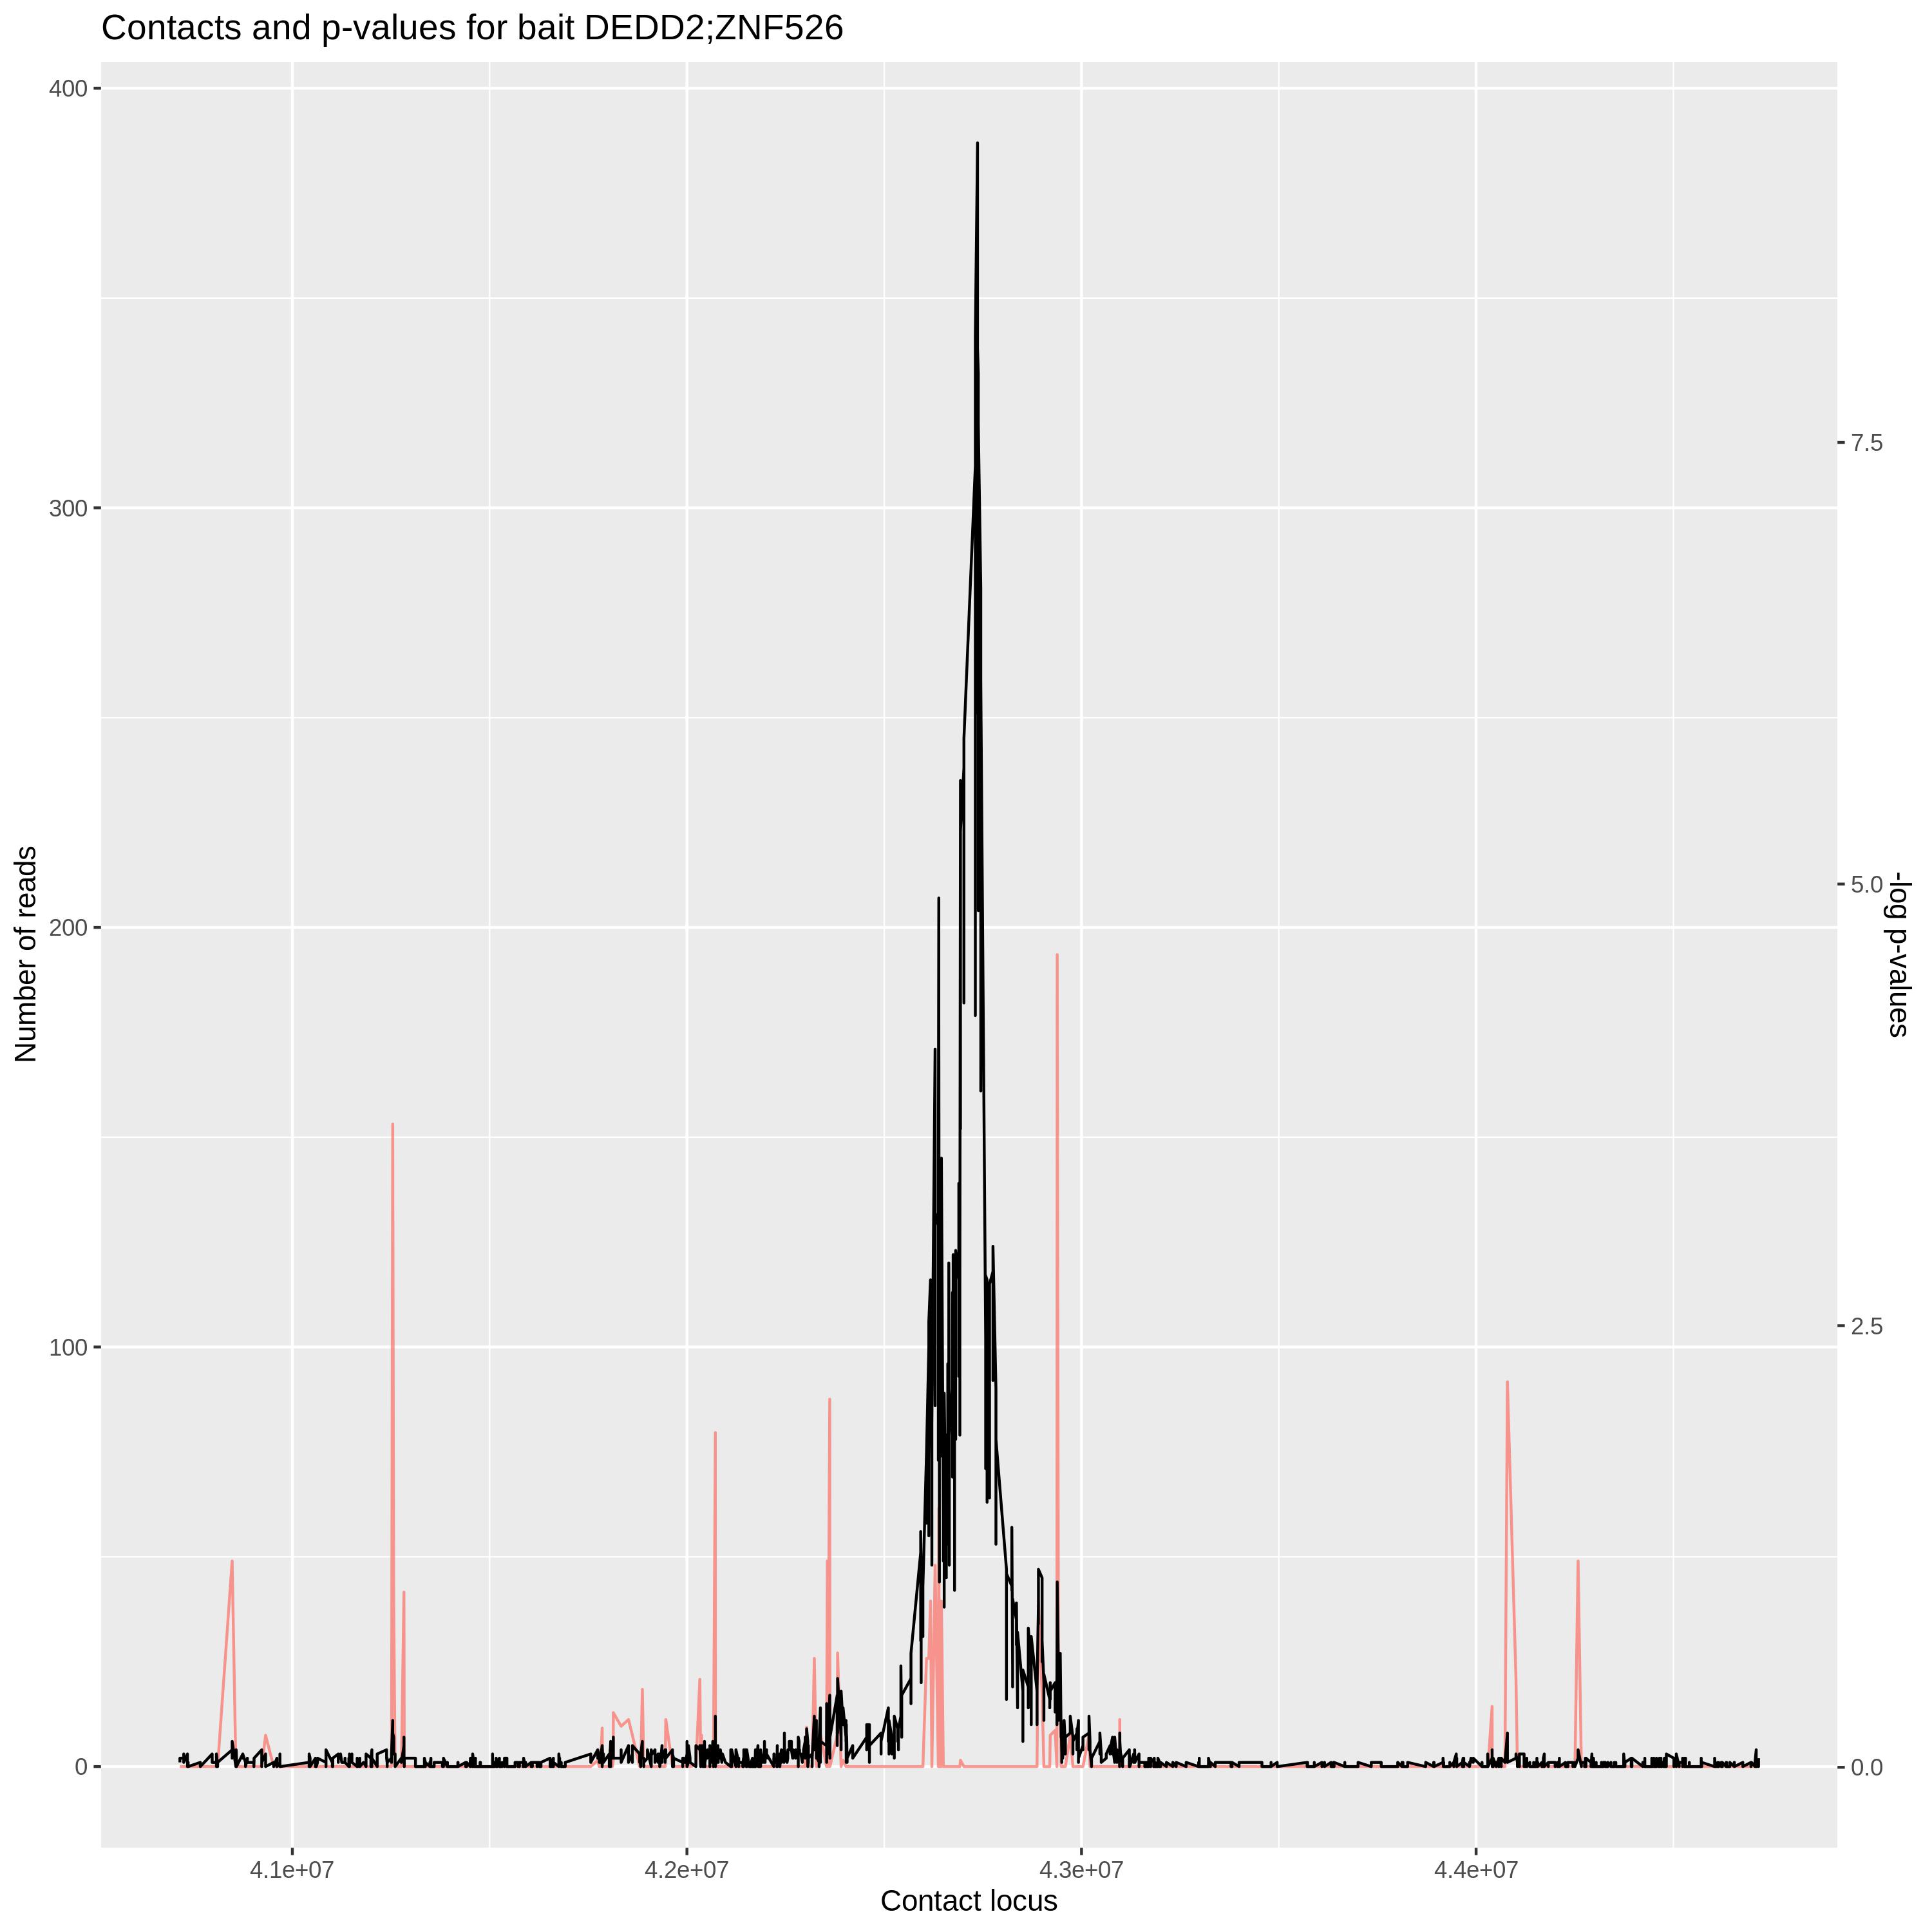 Contacts and p-values for bait DEDD2;ZNF526
400
300
200
100
0
Number of reads
7.5
5.0
2.5
0.0
-log p-values
4.1e+07
4.2e+07
4.3e+07
4.4e+07
Contact locus